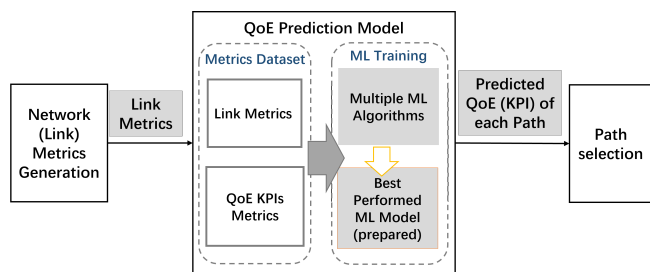 QoE Prediction Model
Metrics Dataset
ML Training
Network
(Link)
Metrics
Generation
Link
Metrics
Link Metrics
QoE KPIs
Metrics
Multiple ML
Algorithms
Best
Performed
ML Model
(prepared)
Predicted
QoE (KPI) of
each Path
Path
selection